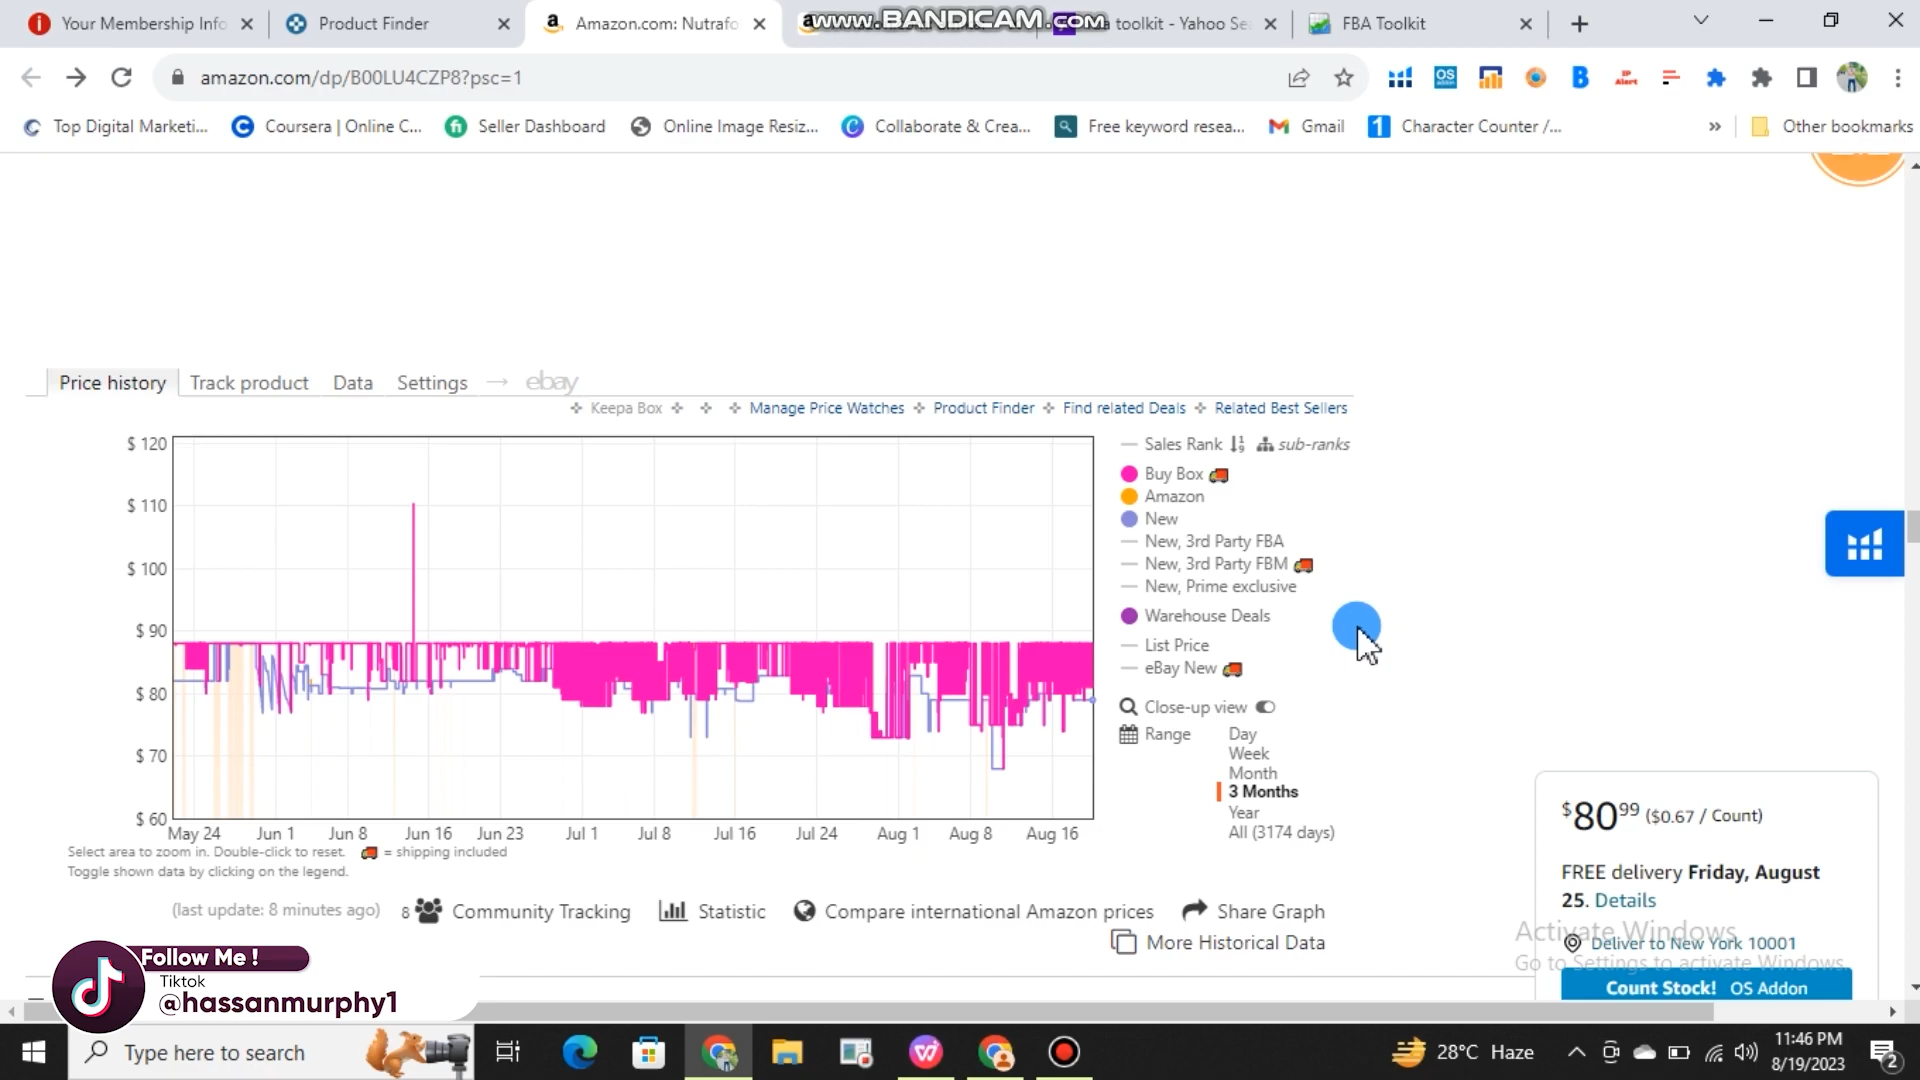 Your Membership Info
Product Finder
Amazon.com: Nutrafo
www.BANDICAM.com
toolkit - Yahoo Se
FBA Toolkit
amazon.com/dp/B00LU4CZP8?psc=1
Top Digital Marketi...
Coursera | Online C...
Seller Dashboard
Online Image Resiz...
Collaborate & Crea...
Free keyword resea...
Gmail
Character Counter /...
»
Other bookmarks
Price history
Track product
Data
Settings
ebay
Keepa Box
Manage Price Watches
Product Finder
Find related Deals
Related Best Sellers
$ 120
$ 110
$ 100
$ 90
$ 80
$ 70
$ 60
May 24 Jun 1 Jun 8 Jun 16 Jun 23 Jul 1 Jul 8 Jul 16 Jul 24 Aug 1 Aug 8 Aug 16
Sales Rank sub-ranks
Buy Box
Amazon
New
New, 3rd Party FBA
New, 3rd Party FBM
New, Prime exclusive
Warehouse Deals
List Price
eBay New
Close-up view
Range
Day
Week
Month
3 Months
Year
All (3174 days)
Select area to zoom in. Double-click to reset. = shipping included
Toggle shown data by clicking on the legend.
(last update: 8 minutes ago)
8 Community Tracking
Statistic
Compare international Amazon prices
Share Graph
More Historical Data
$80.99 ($0.67 / Count)
FREE delivery Friday, August
25. Details
Deliver to New York 10001
Activate Windows
Go to Settings to activate Windows.
Count Stock! OS Addon
Follow Me !
Tiktok
@hassanmurphy1
Type here to search
28°C Haze
11:46 PM
8/19/2023
2